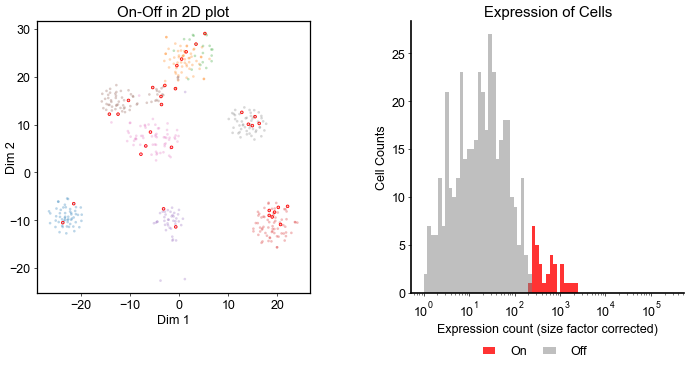 On-Off in 2D plot
30
20
10
0
−10
−20
Dim 2
−20 −10 0 10 20
Dim 1
Expression of Cells
25
20
15
10
5
0
Cell Counts
10^0 10^1 10^2 10^3 10^4 10^5
Expression count (size factor corrected)
On Off